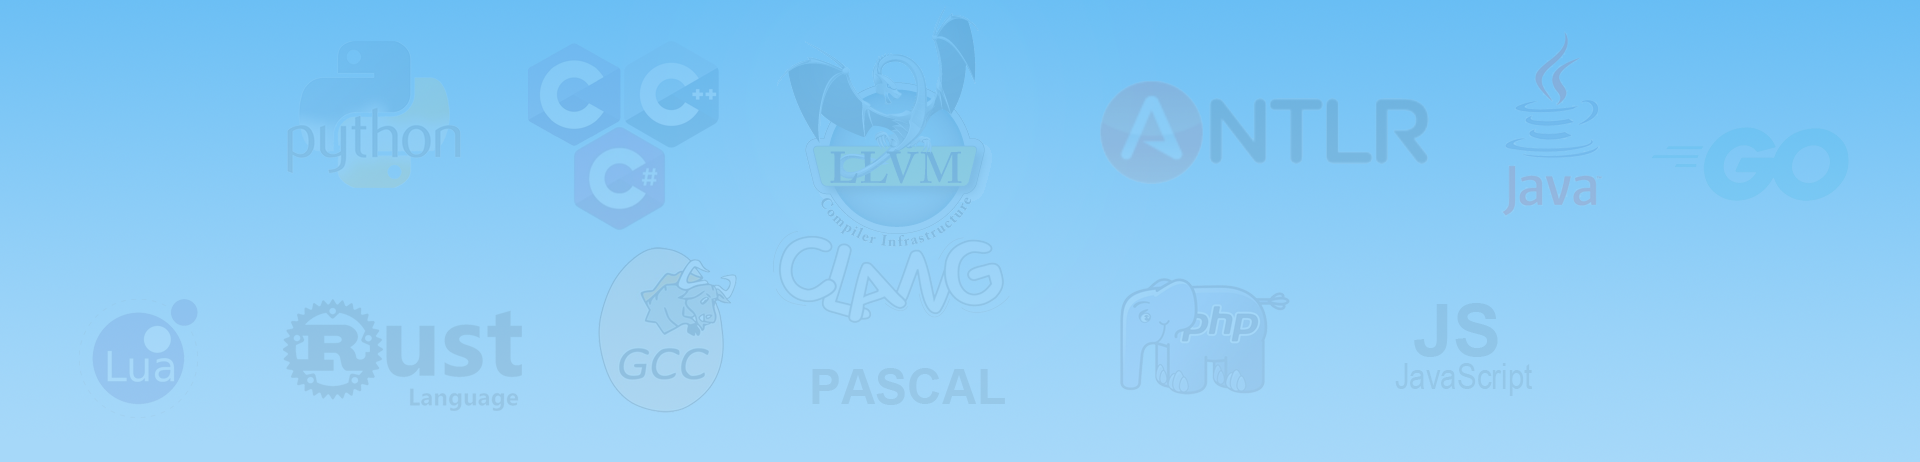 python
C
C++
C#
LLVM
Compiler Infrastructure
CLANG
ANTLR
Java
GO
Lua
Rust
Language
GCC
PASCAL
php
JS
JavaScript